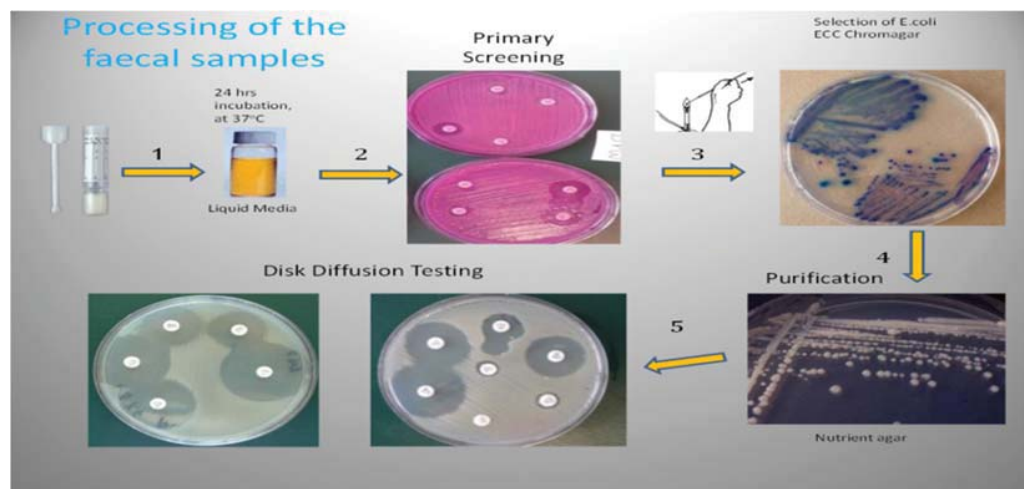 Processing of the
faecal samples
24 hrs
incubation,
at 37°C
Liquid Media
Primary
Screening
Selection of E.coli
ECC Chromagar
1
2
3
4
Purification
Nutrient agar
5
Disk Diffusion Testing